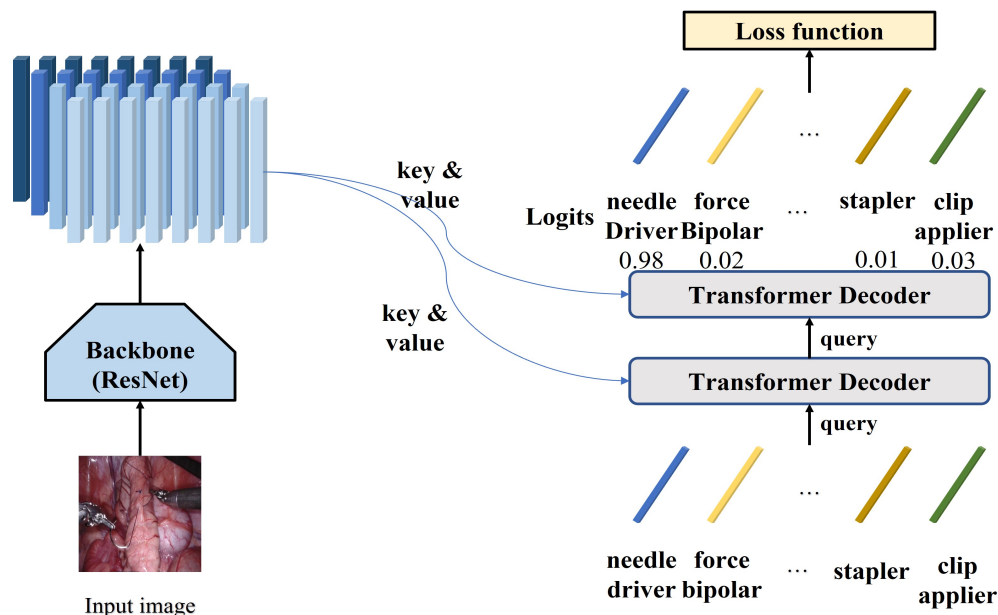 Loss function
...
key &
value
Logits
needle
Driver
force
Bipolar
...
stapler
clip
applier
0.98
0.02
0.01
0.03
Transformer Decoder
key &
value
query
Backbone
(ResNet)
Transformer Decoder
query
...
needle
driver
force
bipolar
...
stapler
clip
applier
Input image